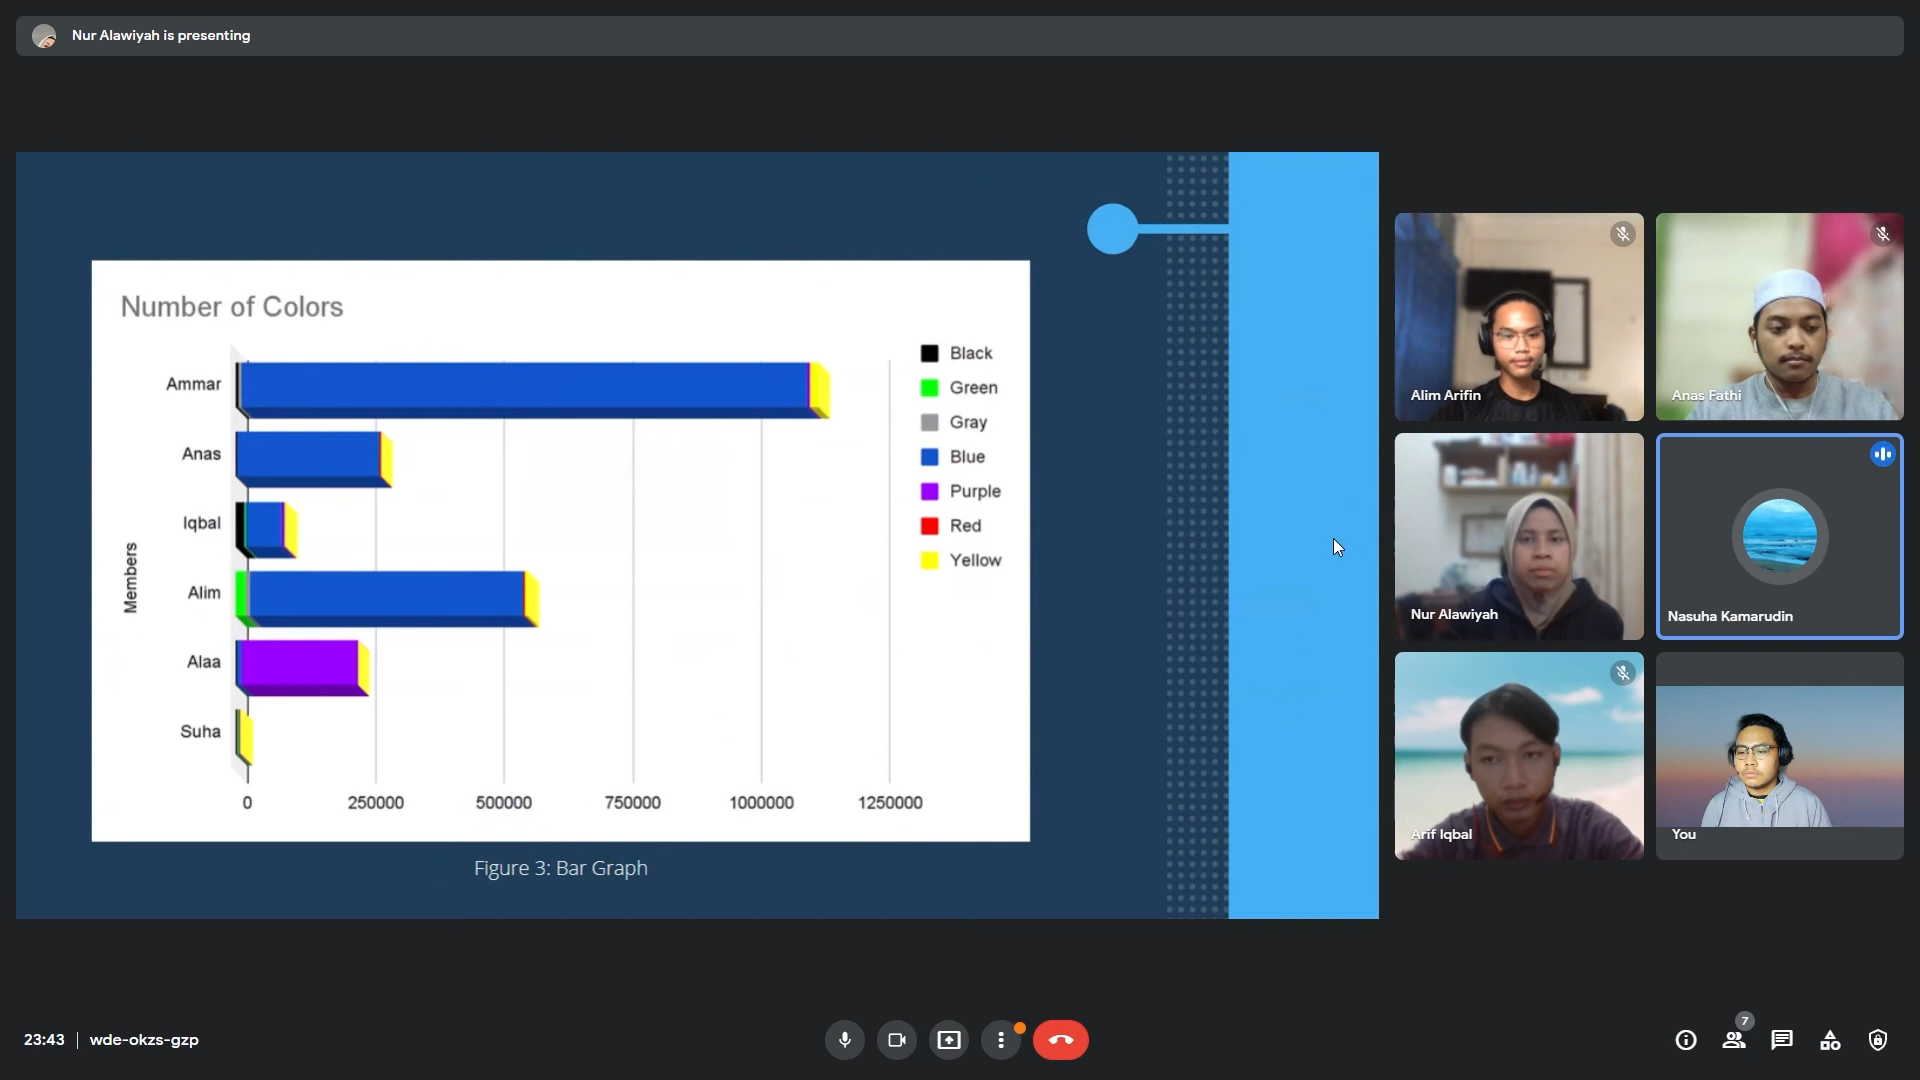 Nur Alawiyah is presenting
Number of Colors
Black
Green
Gray
Blue
Purple
Red
Yellow
Members
Ammar
Anas
Iqbal
Alim
Alaa
Suha
0 250000 500000 750000 1000000 1250000
Figure 3: Bar Graph
Alim Arifin
Anas Fathi
Nur Alawiyah
Nasuha Kamarudin
Arif Iqbal
You
23:43 | wde-okzs-gzp
7